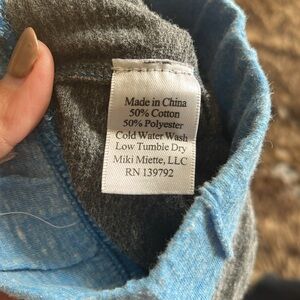 Made in China
50% Cotton
50% Polyester
Cold Water Wash
Low Tumble Dry
Miki Miette, LLC
RN 139792